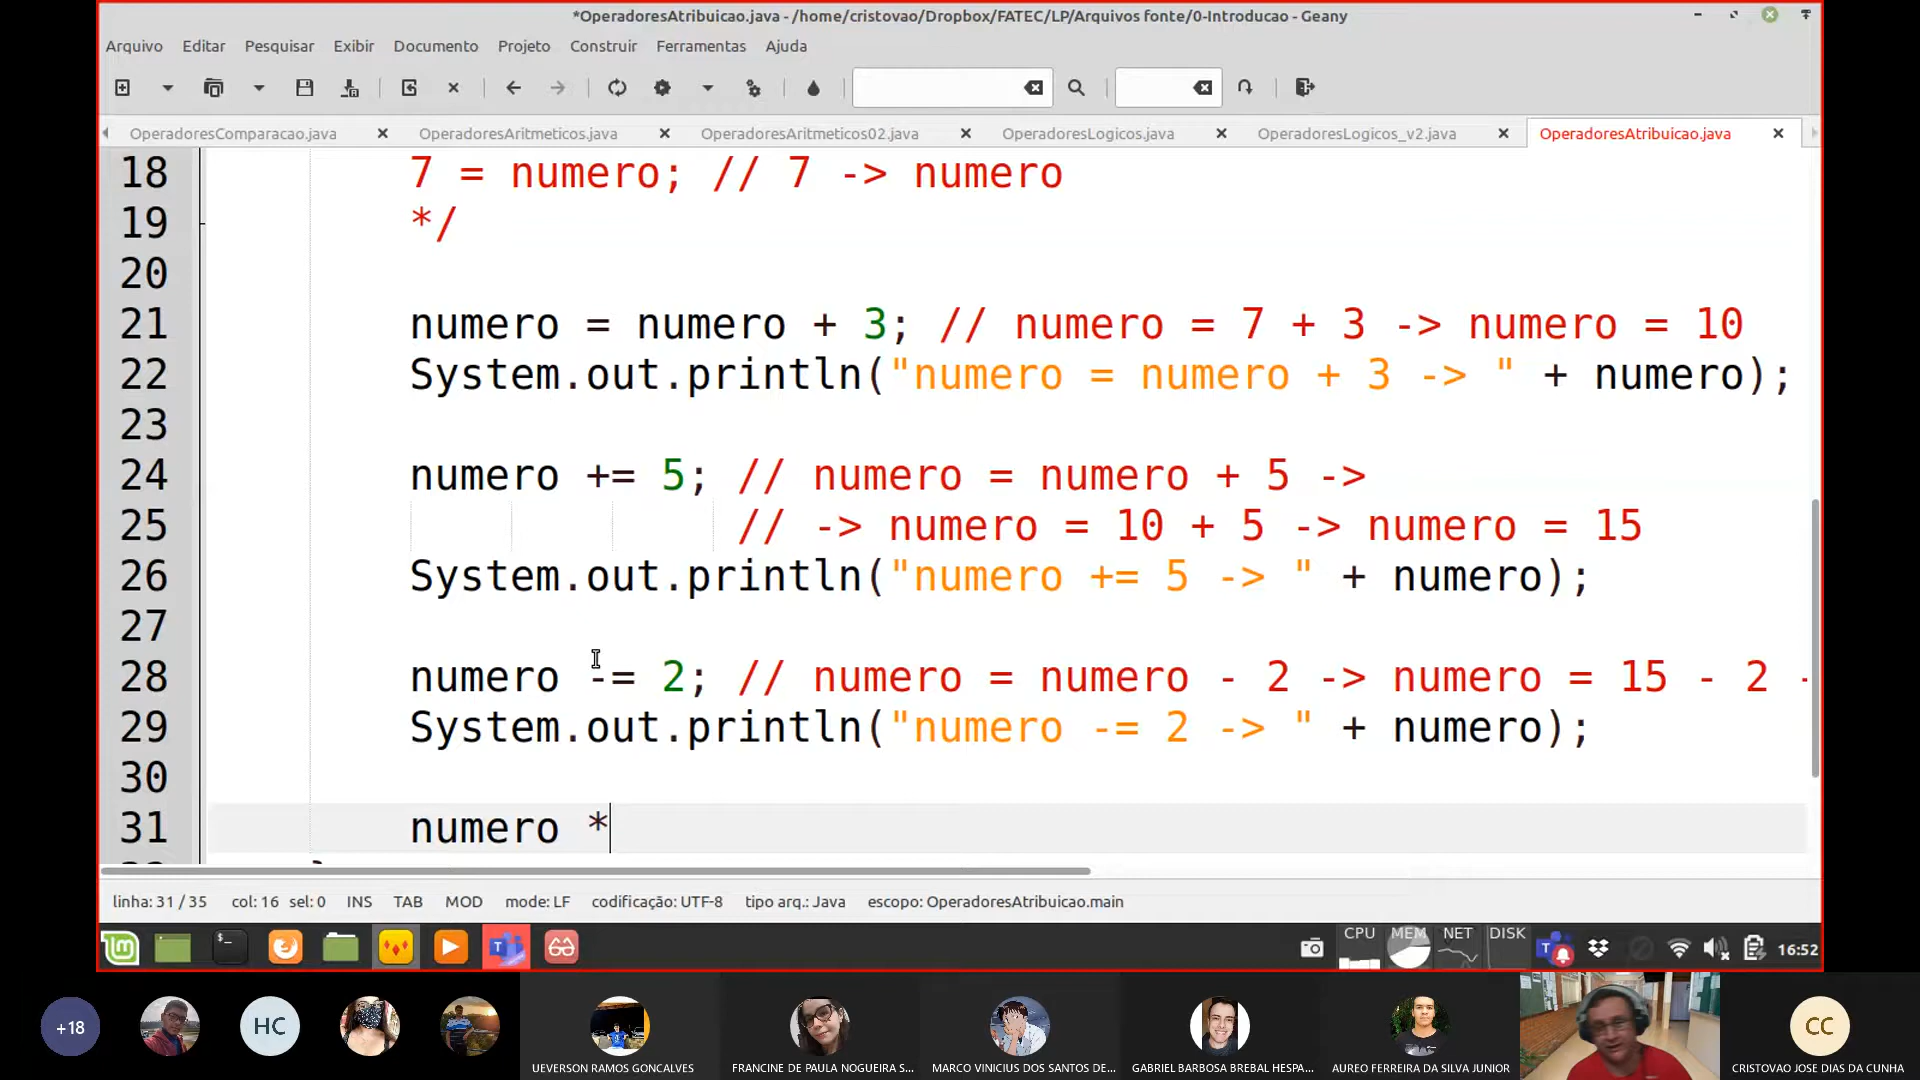 *OperadoresAtribuicao.java - /home/cristovao/Dropbox/FATEC/LP/Arquivos fonte/0-Introducao - Geany
Arquivo Editar Pesquisar Exibir Documento Projeto Construir Ferramentas Ajuda
OperadoresComparacao.java OperadoresAritmeticos.java OperadoresAritmeticos02.java OperadoresLogicos.java OperadoresLogicos_v2.java OperadoresAtribuicao.java
18 7 = numero; // 7 -> numero
19 */
20
21 numero = numero + 3; // numero = 7 + 3 -> numero = 10
22 System.out.println("numero = numero + 3 -> " + numero);
23
24 numero += 5; // numero = numero + 5 ->
25 // -> numero = 10 + 5 -> numero = 15
26 System.out.println("numero += 5 -> " + numero);
27
28 numero -= 2; // numero = numero - 2 -> numero = 15 - 2 -
29 System.out.println("numero -= 2 -> " + numero);
30
31 numero *
linha: 31 / 35 col: 16 sel: 0 INS TAB MOD mode: LF codificação: UTF-8 tipo arq.: Java escopo: OperadoresAtribuicao.main
CPU MEM NET DISK 16:52
+18 HC CC
UEVERSON RAMOS GONCALVES FRANCINE DE PAULA NOGUEIRA S... MARCO VINICIUS DOS SANTOS DE... GABRIEL BARBOSA BREBAL HESPA... AUREO FERREIRA DA SILVA JUNIOR CRISTOVAO JOSE DIAS DA CUNHA